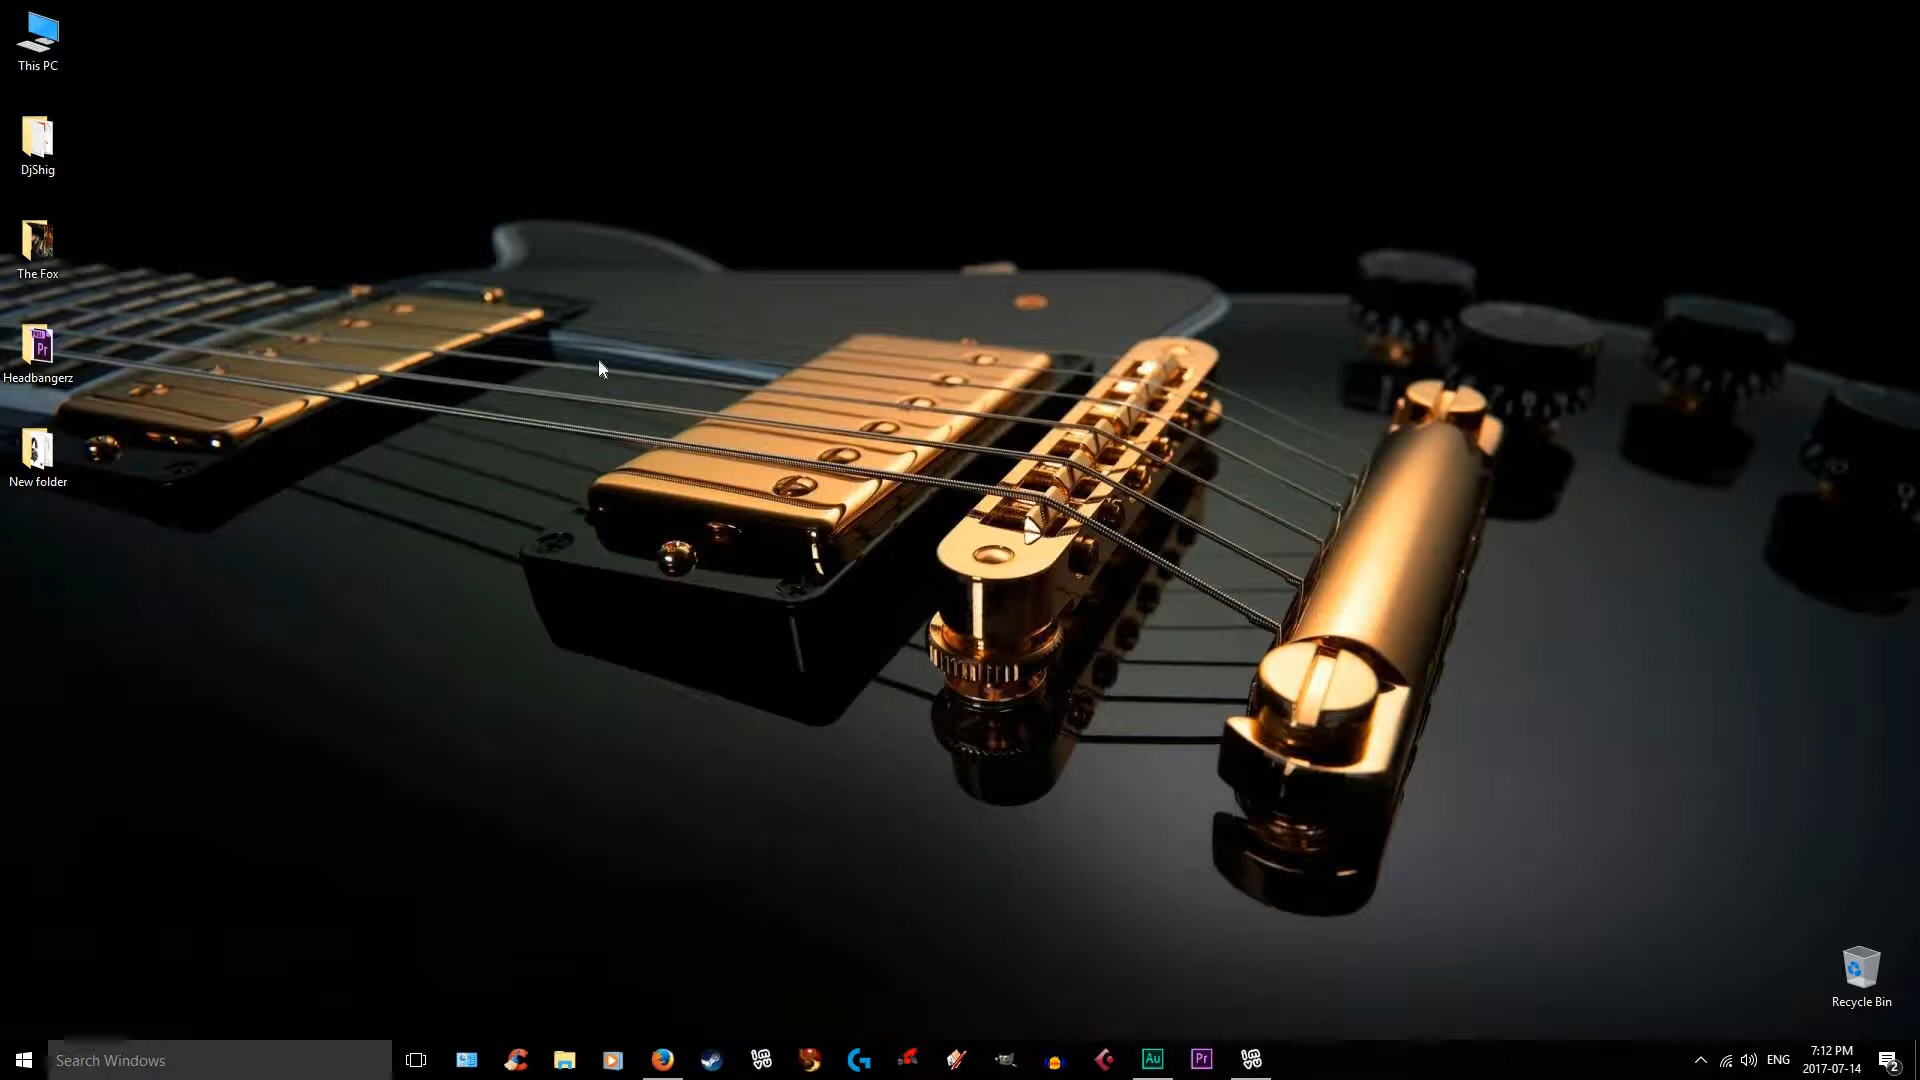 This PC
DjShig
The Fox
Headbangerz
New folder
Recycle Bin
Search Windows
Au
Pr
ENG
7:12 PM
2017-07-14
2